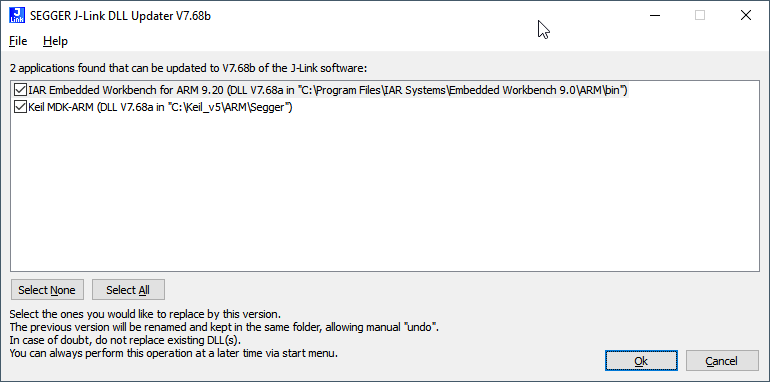 J
Link
SEGGER J-Link DLL Updater V7.68b
File Help
2 applications found that can be updated to V7.68b of the J-Link software:
IAR Embedded Workbench for ARM 9.20 (DLL V7.68a in "C:\Program Files\IAR Systems\Embedded Workbench 9.0\ARM\bin")
Keil MDK-ARM (DLL V7.68a in "C:\Keil_v5\ARM\Segger")
Select None Select All
Select the ones you would like to replace by this version.
The previous version will be renamed and kept in the same folder, allowing manual "undo".
In case of doubt, do not replace existing DLL(s).
You can always perform this operation at a later time via start menu.
Ok Cancel